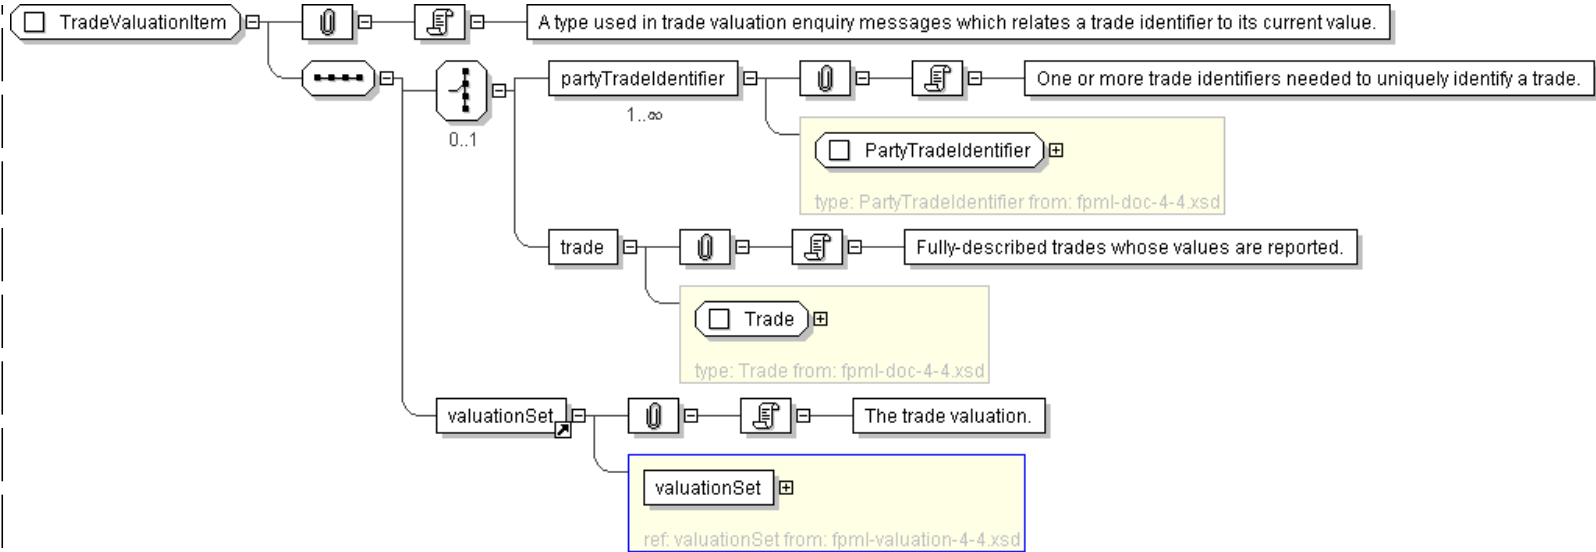 TradeValuationItem
A type used in trade valuation enquiry messages which relates a trade identifier to its current value.
partyTradeIdentifier
One or more trade identifiers needed to uniquely identify a trade.
1..∞
0..1
PartyTradeIdentifier
type: PartyTradeIdentifier from: fpml-doc-4-4.xsd
trade
Fully-described trades whose values are reported.
Trade
type: Trade from: fpml-doc-4-4.xsd
valuationSet
The trade valuation.
valuationSet
ref: valuationSet from: fpml-valuation-4-4.xsd